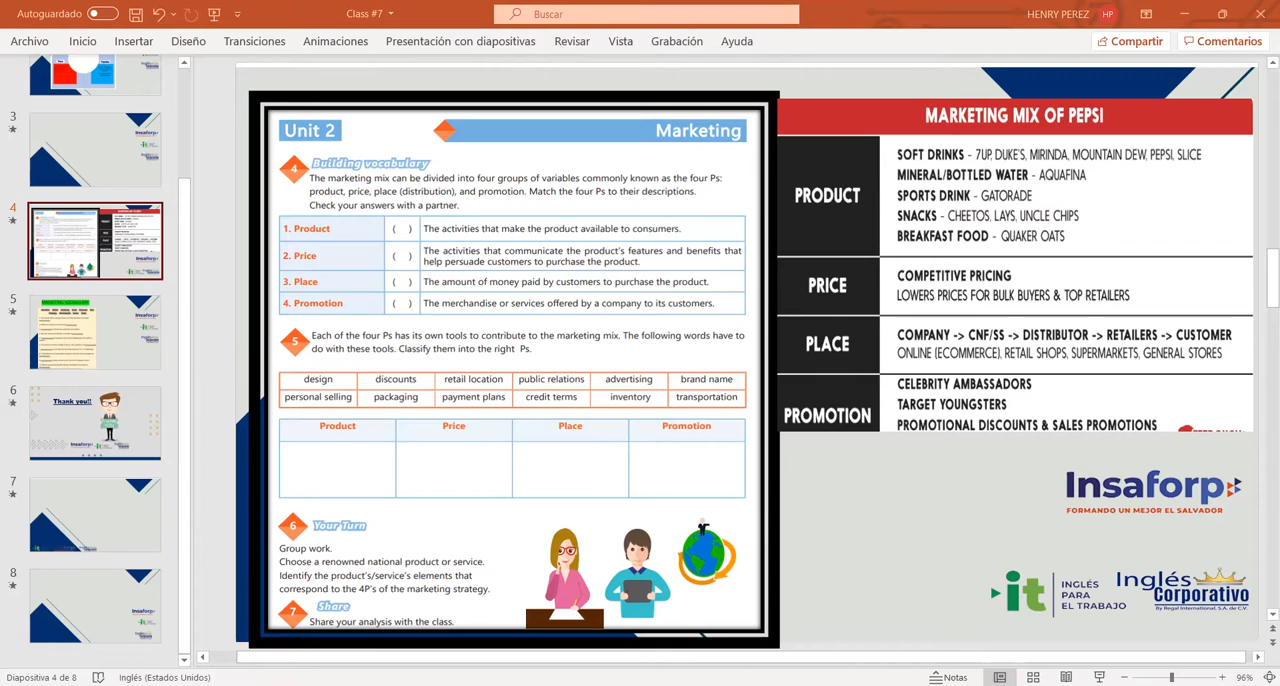 Autoguardado
Class #7
Buscar
HENRY PEREZ
HP
Archivo
Inicio
Insertar
Diseño
Transiciones
Animaciones
Presentación con diapositivas
Revisar
Vista
Grabación
Ayuda
Compartir
Comentarios
3
4
5
6
Thank you!!
7
8
Unit 2
Marketing
4
Building vocabulary
The marketing mix can be divided into four groups of variables commonly known as the four Ps:
product, price, place (distribution), and promotion. Match the four Ps to their descriptions.
Check your answers with a partner.
1. Product ( ) The activities that make the product available to consumers.
2. Price ( ) The activities that communicate the product's features and benefits that
help persuade customers to purchase the product.
3. Place ( ) The amount of money paid by customers to purchase the product.
4. Promotion ( ) The merchandise or services offered by a company to its customers.
5
Each of the four Ps has its own tools to contribute to the marketing mix. The following words have to
do with these tools. Classify them into the right Ps.
design discounts retail location public relations advertising brand name
personal selling packaging payment plans credit terms inventory transportation
Product Price Place Promotion
6
Your Turn
Group work.
Choose a renowned national product or service.
Identify the product's/service's elements that
correspond to the 4P's of the marketing strategy.
7
Share
Share your analysis with the class.
MARKETING MIX OF PEPSI
PRODUCT
SOFT DRINKS - 7UP, DUKE'S, MIRINDA, MOUNTAIN DEW, PEPSI, SLICE
MINERAL/BOTTLED WATER - AQUAFINA
SPORTS DRINK - GATORADE
SNACKS - CHEETOS, LAYS, UNCLE CHIPS
BREAKFAST FOOD - QUAKER OATS
PRICE
COMPETITIVE PRICING
LOWERS PRICES FOR BULK BUYERS & TOP RETAILERS
PLACE
COMPANY -> CNF/SS -> DISTRIBUTOR -> RETAILERS -> CUSTOMER
ONLINE (ECOMMERCE), RETAIL SHOPS, SUPERMARKETS, GENERAL STORES
PROMOTION
CELEBRITY AMBASSADORS
TARGET YOUNGSTERS
PROMOTIONAL DISCOUNTS & SALES PROMOTIONS
Insaforp
FORMANDO UN MEJOR EL SALVADOR
it
INGLÉS
PARA
EL TRABAJO
Inglés
Corporativo
By Regal International, S.A. de C.V.
Diapositiva 4 de 8
Inglés (Estados Unidos)
Notas
96%